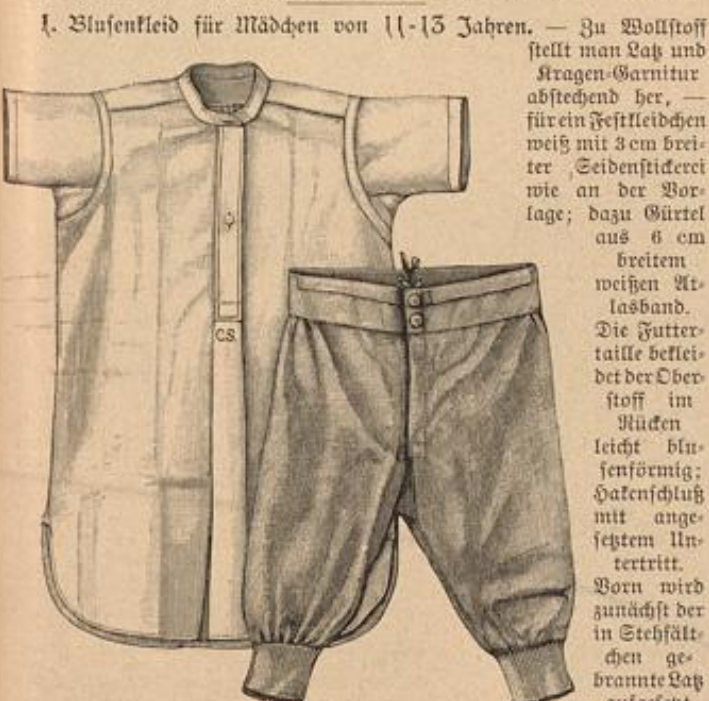 1. Blusenkleid für Mädchen von 11-13 Jahren. — Zu Wollstoff
stellt man Latz und
Kragen-Garnitur
abstechend her, —
für ein Festkleidchen
weiß mit 3 cm brei-
ter Seidenstickerei
wie an der Vor-
lage; dazu Gürtel
aus 6 cm
breitem
weißen At-
lasband.
Die Futter-
taille beklei-
det der Ober-
stoff im
Rücken
leicht blu-
senförmig;
Hakenschluß
mit ange-
setztem Un-
tertritt.
Vorn wird
zunächst der
in Stehfält-
chen ge-
brannte Latz
C.S.